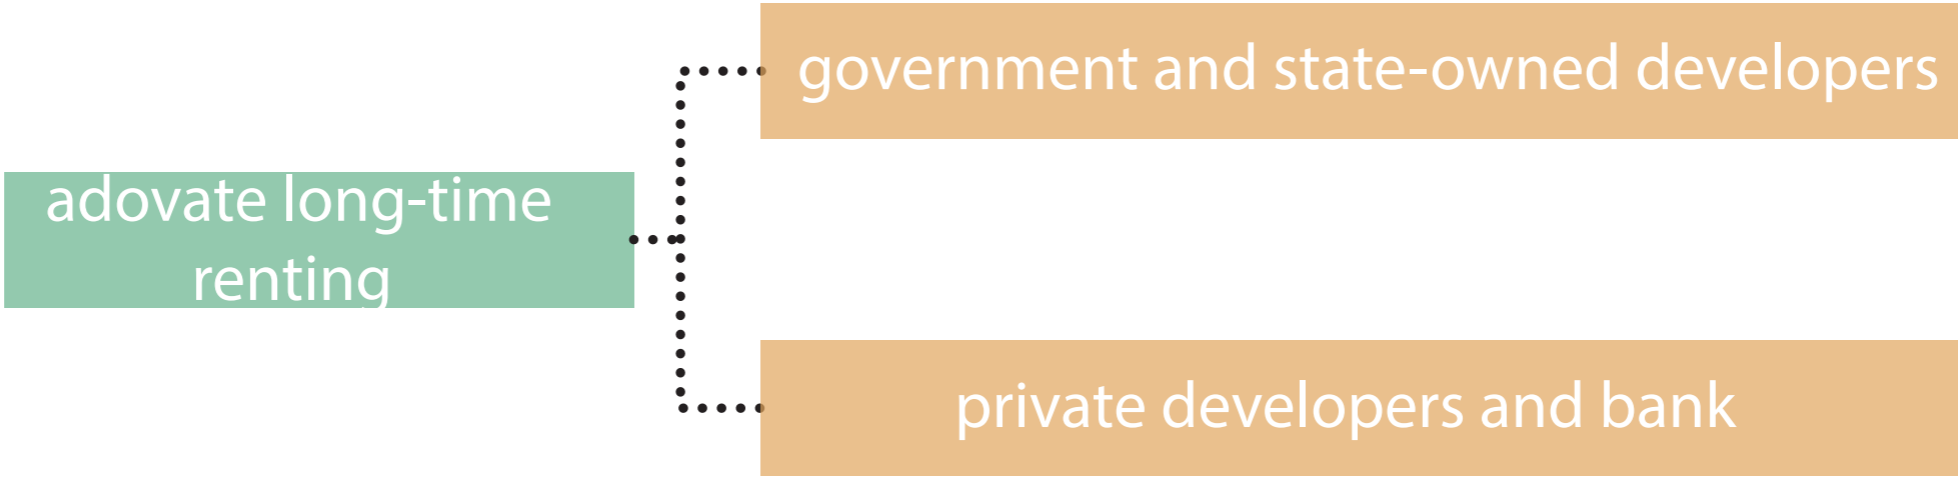 government and state-owned developers
adovate long-time
renting
private developers and bank